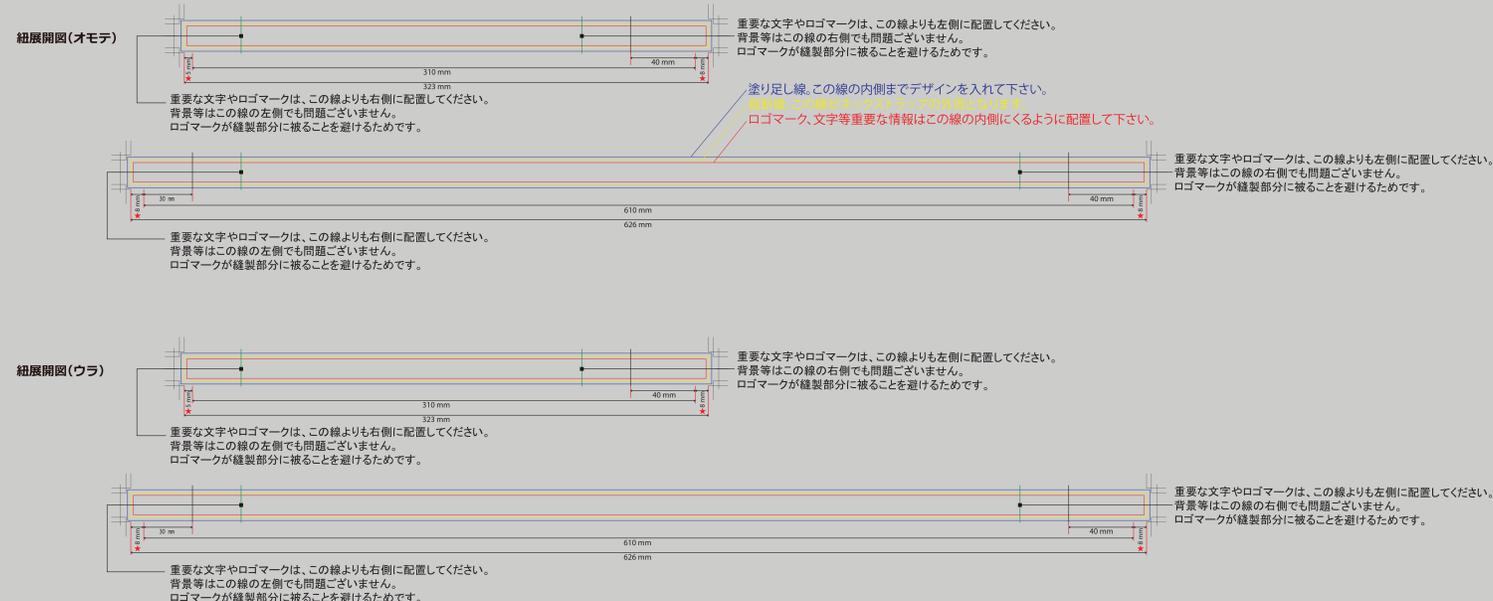 紐展開図（オモテ）
重要な文字やロゴマークは、この線よりも左側に配置してください。
背景等はこの線の右側でも問題ございません。
ロゴマークが縫製部分に被ることを避けるためです。
★5 mm
310 mm
40 mm
★8 mm
323 mm
重要な文字やロゴマークは、この線よりも右側に配置してください。
背景等はこの線の左側でも問題ございません。
ロゴマークが縫製部分に被ることを避けるためです。
塗り足し線。この線の内側までデザインを入れて下さい。
ロゴマーク、文字等重要な情報はこの線の内側にくるように配置して下さい。
重要な文字やロゴマークは、この線よりも左側に配置してください。
背景等はこの線の右側でも問題ございません。
ロゴマークが縫製部分に被ることを避けるためです。
★8 mm
30 mm
610 mm
40 mm
★8 mm
626 mm
重要な文字やロゴマークは、この線よりも右側に配置してください。
背景等はこの線の左側でも問題ございません。
ロゴマークが縫製部分に被ることを避けるためです。
紐展開図（ウラ）
重要な文字やロゴマークは、この線よりも左側に配置してください。
背景等はこの線の右側でも問題ございません。
ロゴマークが縫製部分に被ることを避けるためです。
★5 mm
310 mm
40 mm
★8 mm
323 mm
重要な文字やロゴマークは、この線よりも右側に配置してください。
背景等はこの線の左側でも問題ございません。
ロゴマークが縫製部分に被ることを避けるためです。
重要な文字やロゴマークは、この線よりも左側に配置してください。
背景等はこの線の右側でも問題ございません。
ロゴマークが縫製部分に被ることを避けるためです。
★8 mm
30 mm
610 mm
40 mm
★8 mm
626 mm
重要な文字やロゴマークは、この線よりも右側に配置してください。
背景等はこの線の左側でも問題ございません。
ロゴマークが縫製部分に被ることを避けるためです。